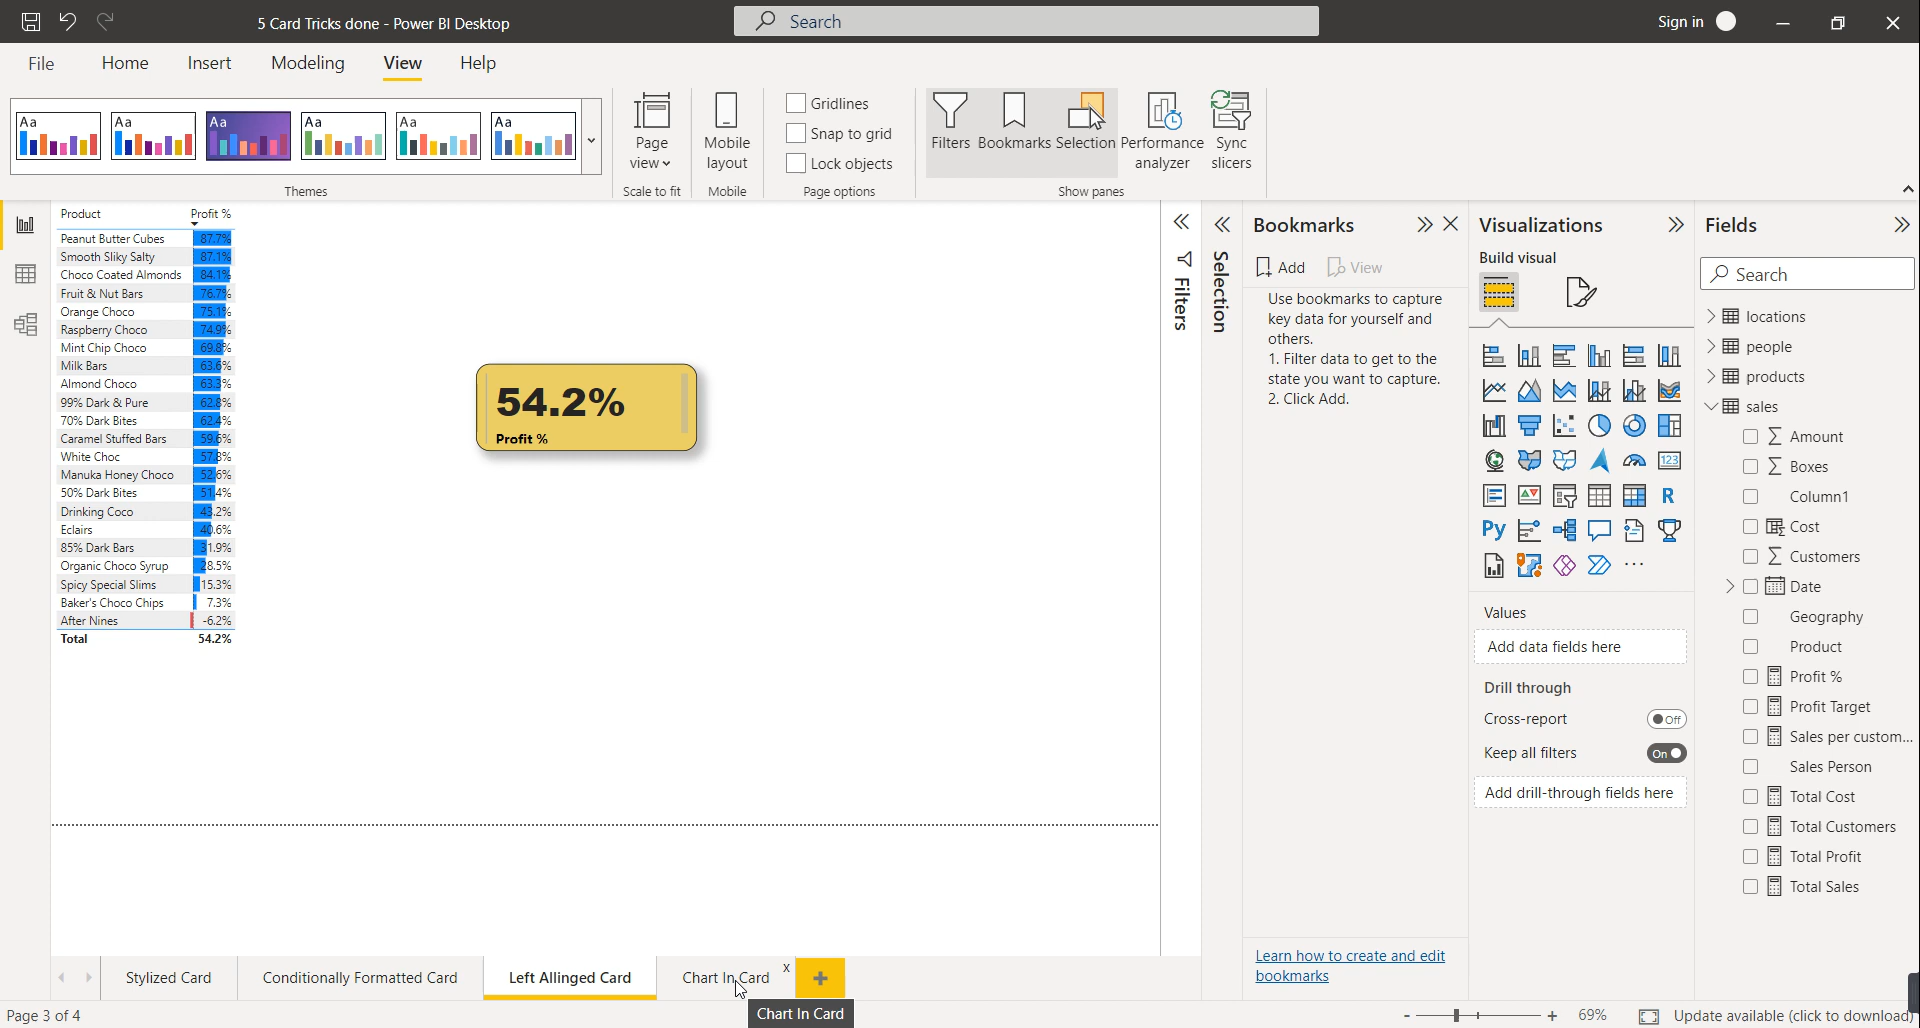 5 Card Tricks done - Power BI Desktop
Search
Sign in
File
Home
Insert
Modeling
View
Help
Aa
Aa
Aa
Aa
Aa
Aa
Themes
Page
view
Scale to fit
Mobile
layout
Mobile
Gridlines
Snap to grid
Lock objects
Page options
Filters
Bookmarks
Selection
Performance
analyzer
Sync
slicers
Show panes
Product Profit %
Peanut Butter Cubes 87.7%
Smooth Sliky Salty 87.1%
Choco Coated Almonds 84.1%
Fruit & Nut Bars 76.7%
Orange Choco 75.1%
Raspberry Choco 74.9%
Mint Chip Choco 69.8%
Milk Bars 63.6%
Almond Choco 63.3%
99% Dark & Pure 62.8%
70% Dark Bites 62.4%
Caramel Stuffed Bars 59.6%
White Choc 57.8%
Manuka Honey Choco 52.6%
50% Dark Bites 51.4%
Drinking Coco 43.2%
Eclairs 40.6%
85% Dark Bars 31.9%
Organic Choco Syrup 28.5%
Spicy Special Slims 15.3%
Baker's Choco Chips 7.3%
After Nines -6.2%
Total 54.2%
54.2%
Profit %
Filters
Selection
Bookmarks
Add
View
Use bookmarks to capture
key data for yourself and
others.
1. Filter data to get to the
state you want to capture.
2. Click Add.
Learn how to create and edit
bookmarks
Visualizations
Build visual
123
R
Py
Values
Add data fields here
Drill through
Cross-report
Off
Keep all filters
On
Add drill-through fields here
Fields
Search
locations
people
products
sales
Amount
Boxes
Column1
Cost
Customers
Date
Geography
Product
Profit %
Profit Target
Sales per custom...
Sales Person
Total Cost
Total Customers
Total Profit
Total Sales
Stylized Card
Conditionally Formatted Card
Left Allinged Card
Chart In Card
x
+
Chart In Card
Page 3 of 4
- +
69%
Update available (click to download)